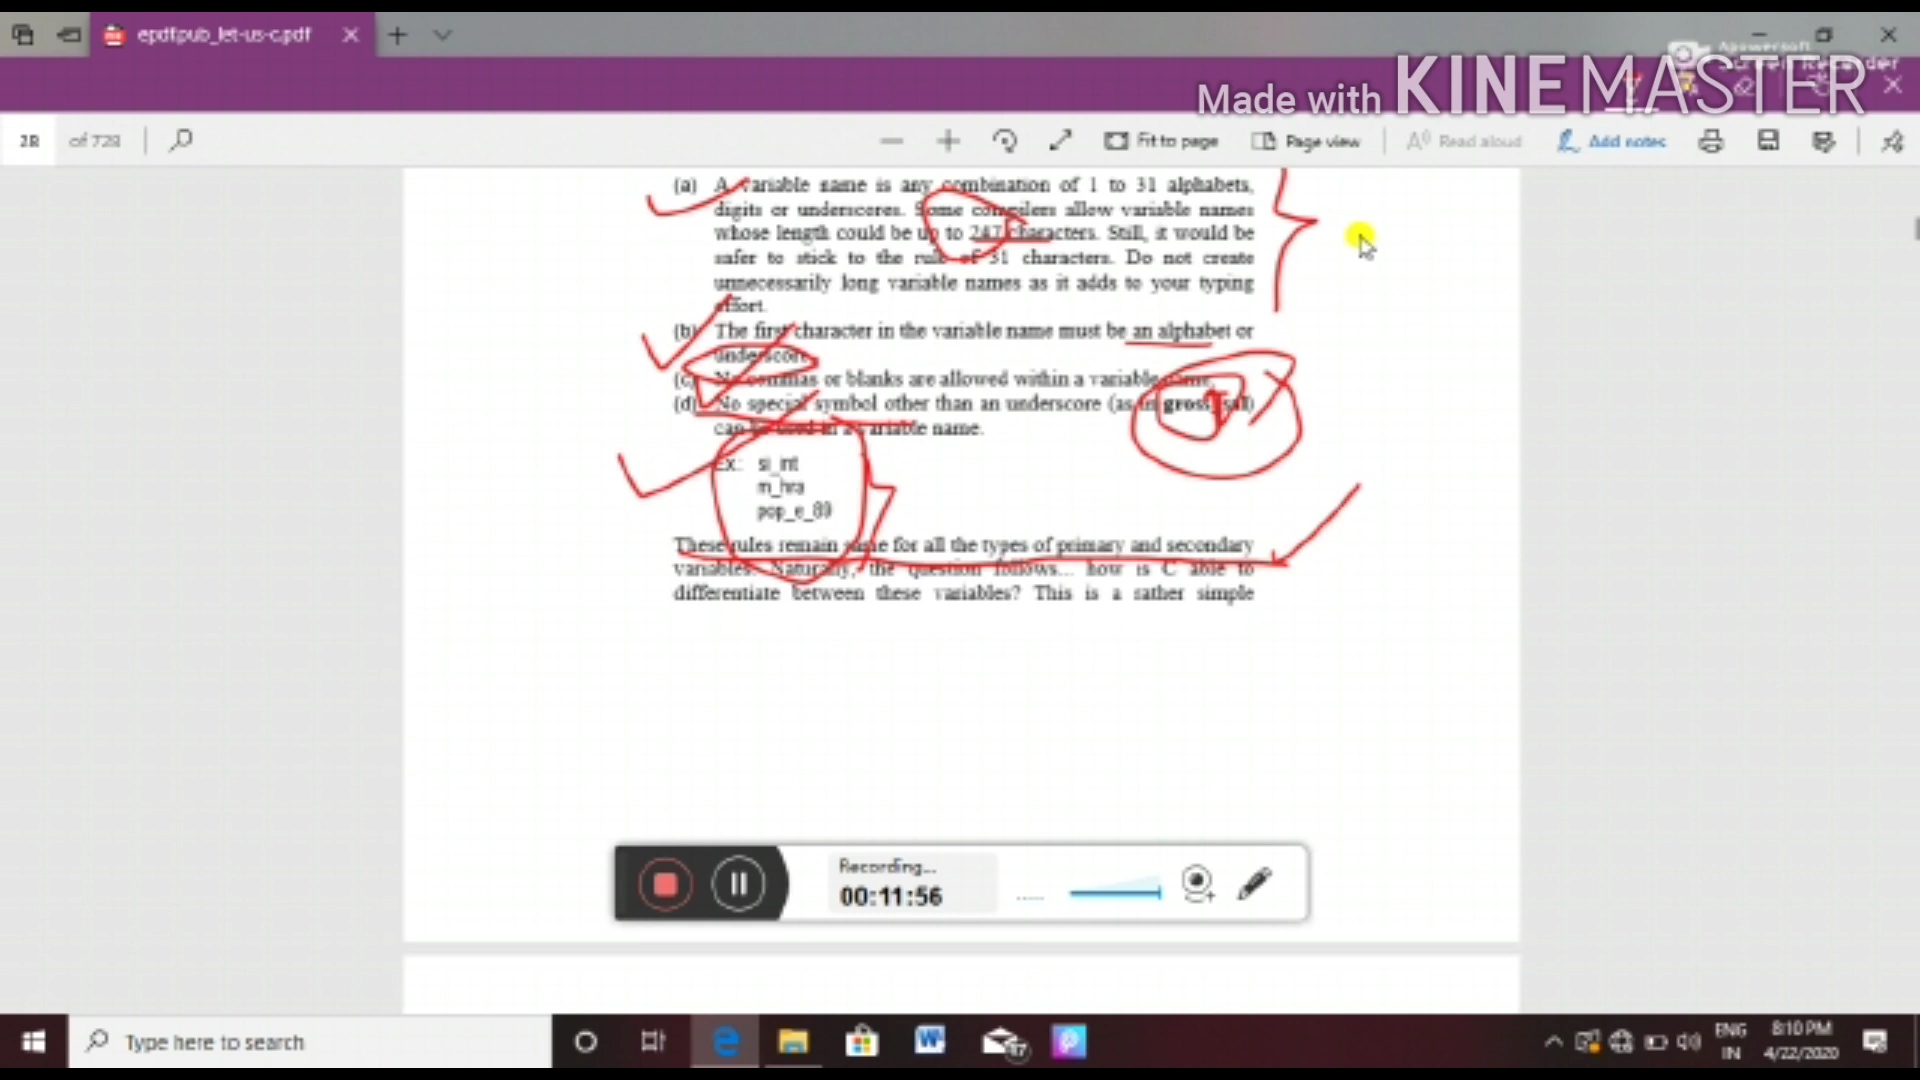 epdf.pub_let-us-c.pdf
Apowersoft
Screen Recorder
Made with KINEMASTER
28 of 728
Fit to page
Page view
Read aloud
Add notes
(a) A variable name is any combination of 1 to 31 alphabets,
digits or underscores. Some compilers allow variable names
whose length could be up to 247 characters. Still, it would be
safer to stick to the rule of 31 characters. Do not create
unnecessarily long variable names as it adds to your typing
effort.
(b) The first character in the variable name must be an alphabet or
underscore.
(c) No commas or blanks are allowed within a variable name.
(d) No special symbol other than an underscore (as in gross_sal)
can be used in a variable name.
Ex.: si_int
m_hra
pop_e_89
These rules remain same for all the types of primary and secondary
variables. Naturally, the question follows... how is C able to
differentiate between these variables? This is a rather simple
Recording...
00:11:56
Type here to search
ENG
IN
8:10 PM
4/22/2020